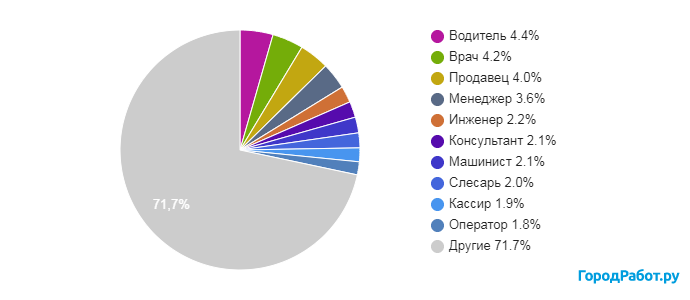 Водитель 4.4%
Врач 4.2%
Продавец 4.0%
Менеджер 3.6%
Инженер 2.2%
Консультант 2.1%
Машинист 2.1%
Слесарь 2.0%
Кассир 1.9%
Оператор 1.8%
Другие 71.7%
71,7%
ГородРабот.ру